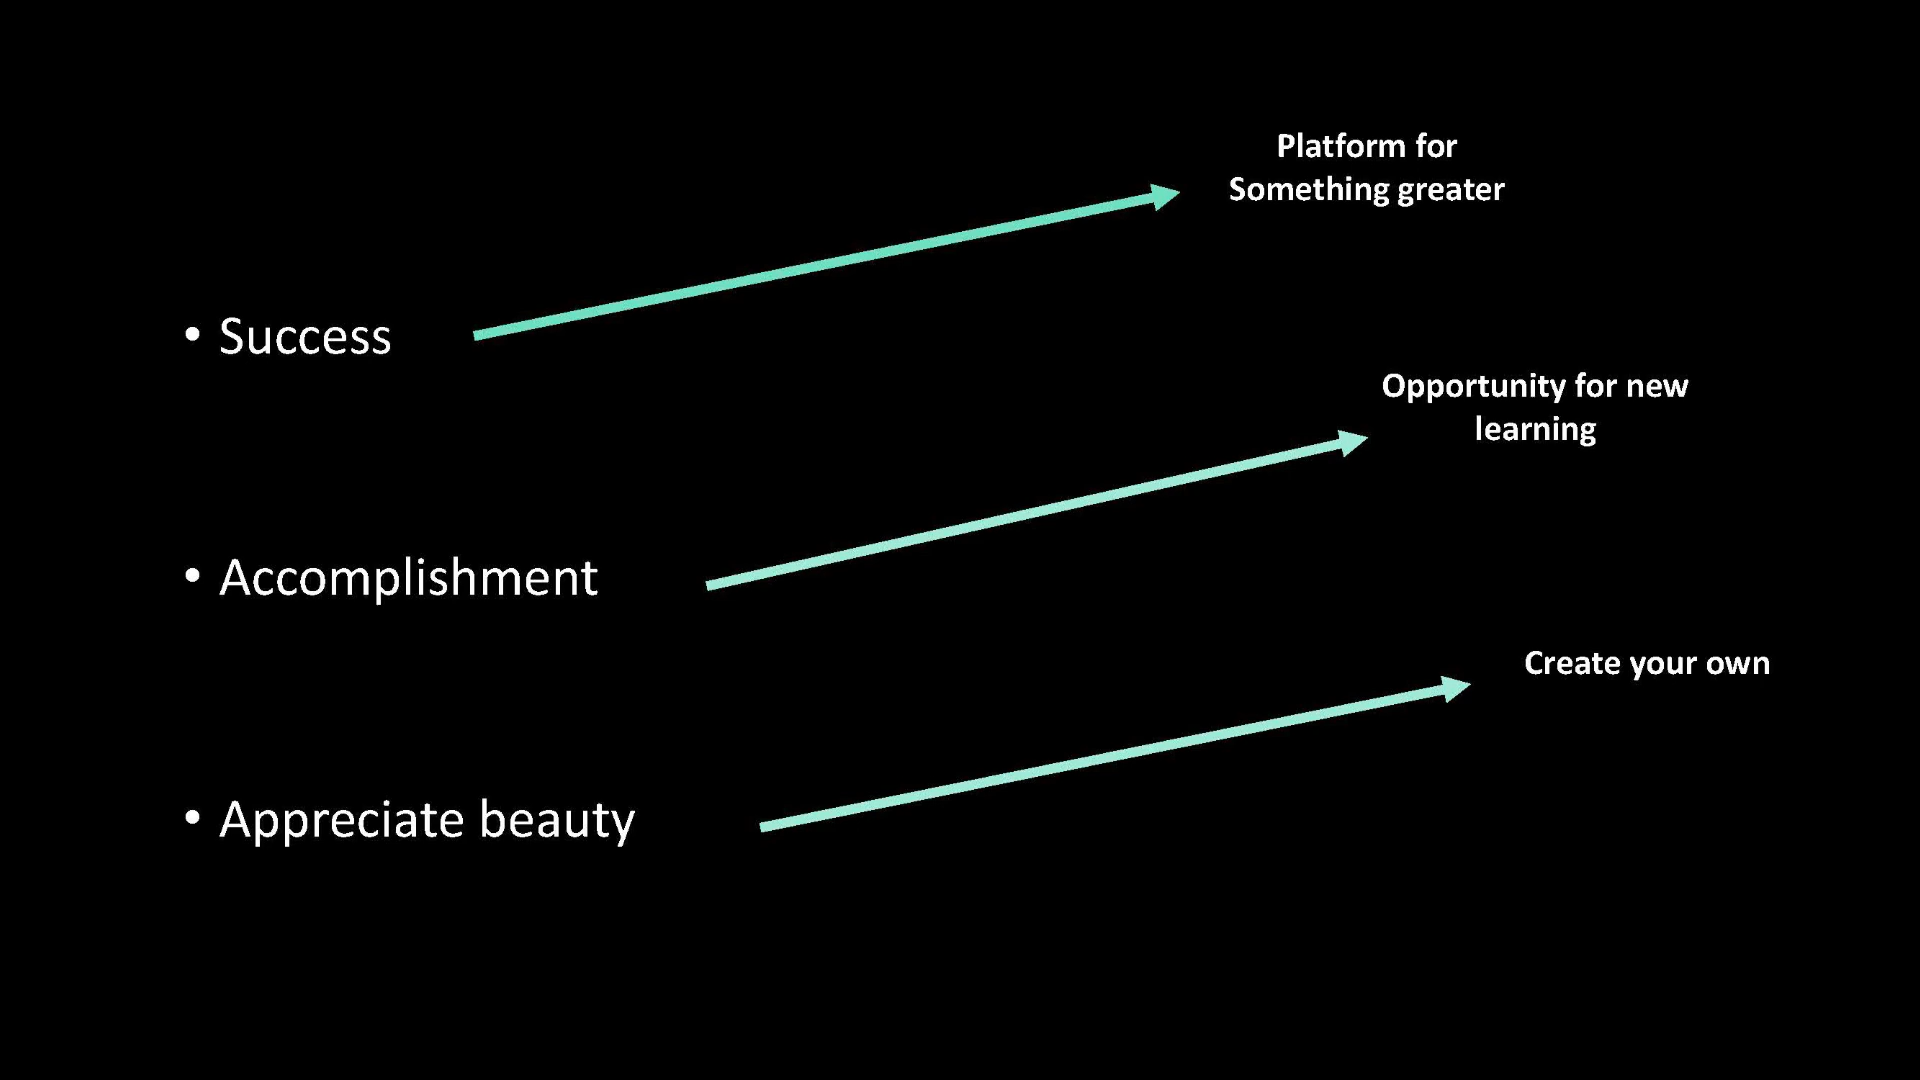 Platform for
Something greater
• Success
Opportunity for new
learning
• Accomplishment
Create your own
• Appreciate beauty